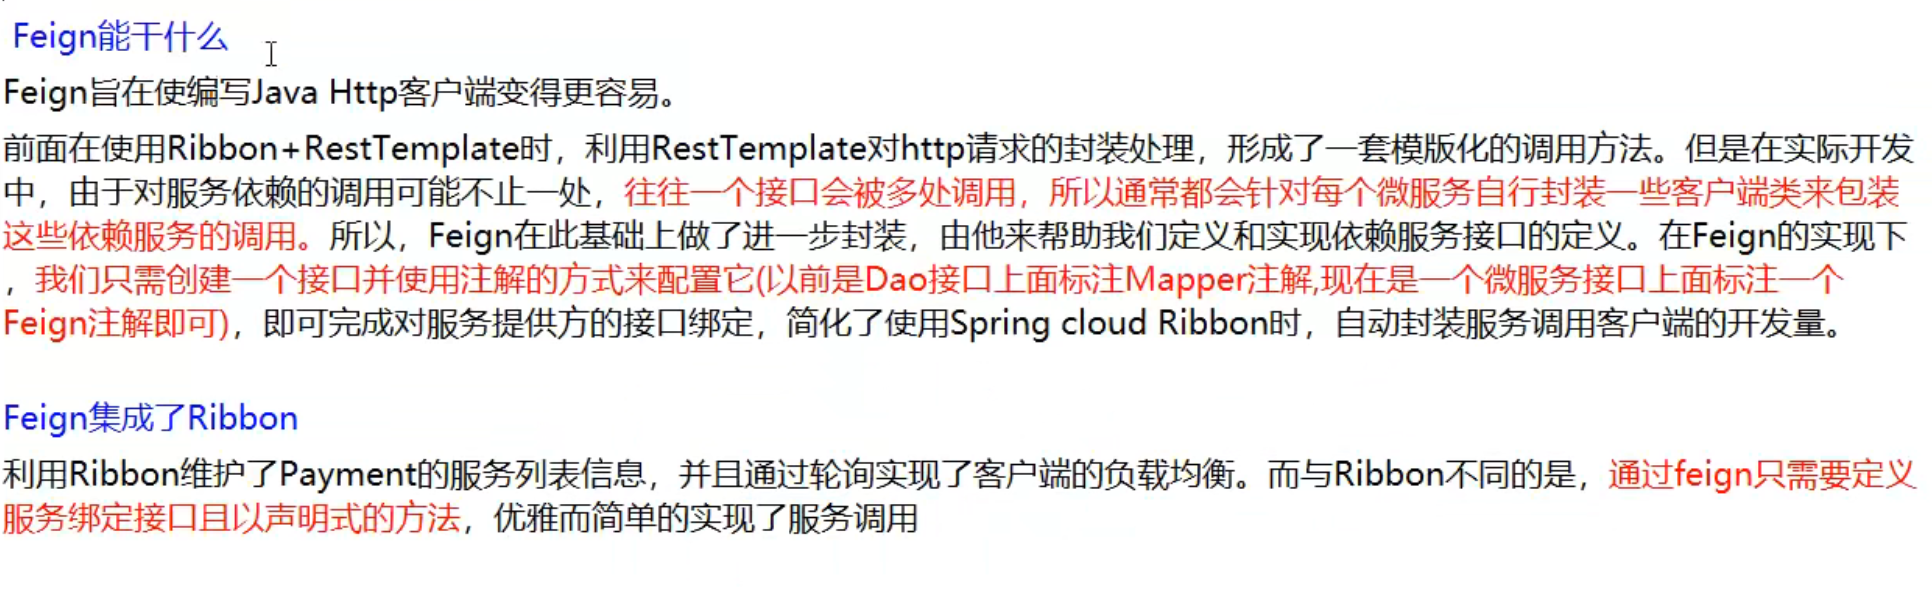 Feign能干什么
Feign旨在使编写Java Http客户端变得更容易。
前面在使用Ribbon+RestTemplate时，利用RestTemplate对http请求的封装处理，形成了一套模版化的调用方法。但是在实际开发
中，由于对服务依赖的调用可能不止一处，往往一个接口会被多处调用，所以通常都会针对每个微服务自行封装一些客户端类来包装
这些依赖服务的调用。所以，Feign在此基础上做了进一步封装，由他来帮助我们定义和实现依赖服务接口的定义。在Feign的实现下
，我们只需创建一个接口并使用注解的方式来配置它(以前是Dao接口上面标注Mapper注解,现在是一个微服务接口上面标注一个
Feign注解即可)，即可完成对服务提供方的接口绑定，简化了使用Spring cloud Ribbon时，自动封装服务调用客户端的开发量。
Feign集成了Ribbon
利用Ribbon维护了Payment的服务列表信息，并且通过轮询实现了客户端的负载均衡。而与Ribbon不同的是，通过feign只需要定义
服务绑定接口且以声明式的方法，优雅而简单的实现了服务调用